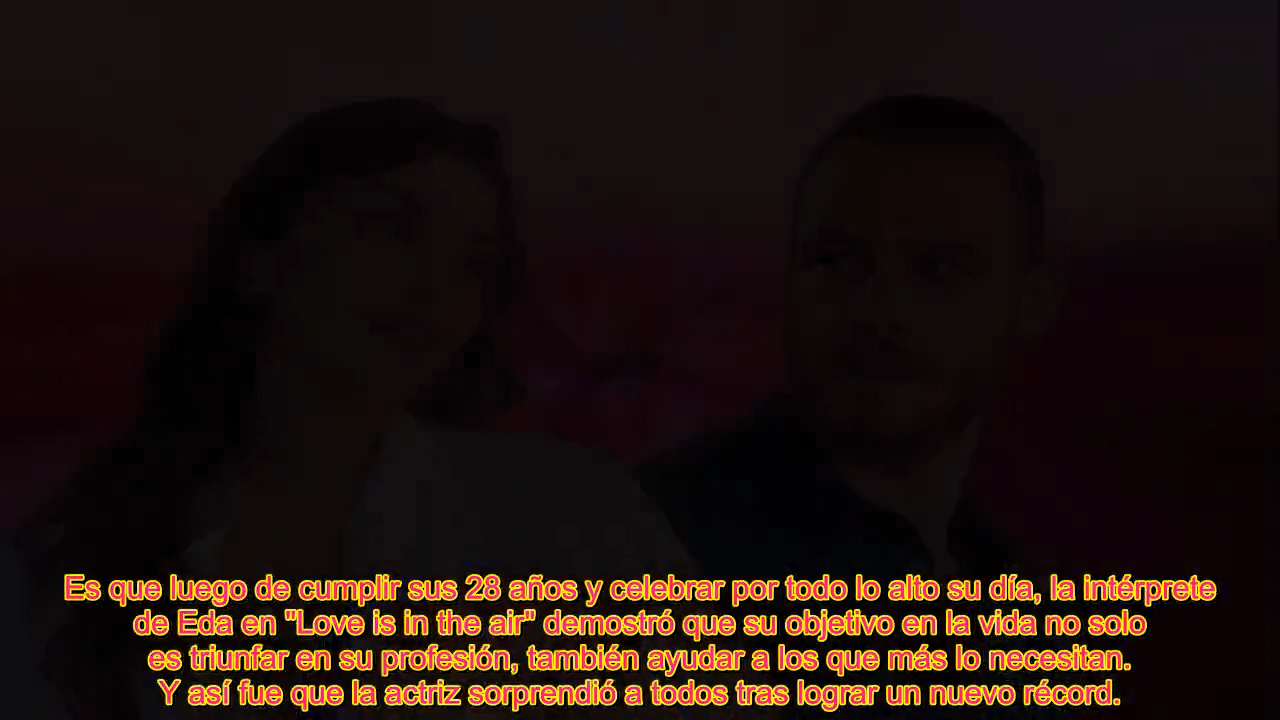 Es que luego de cumplir sus 28 años y celebrar por todo lo alto su día, la intérprete
de Eda en "Love is in the air" demostró que su objetivo en la vida no solo
es triunfar en su profesión, también ayudar a los que más lo necesitan.
Y así fue que la actriz sorprendió a todos tras lograr un nuevo récord.